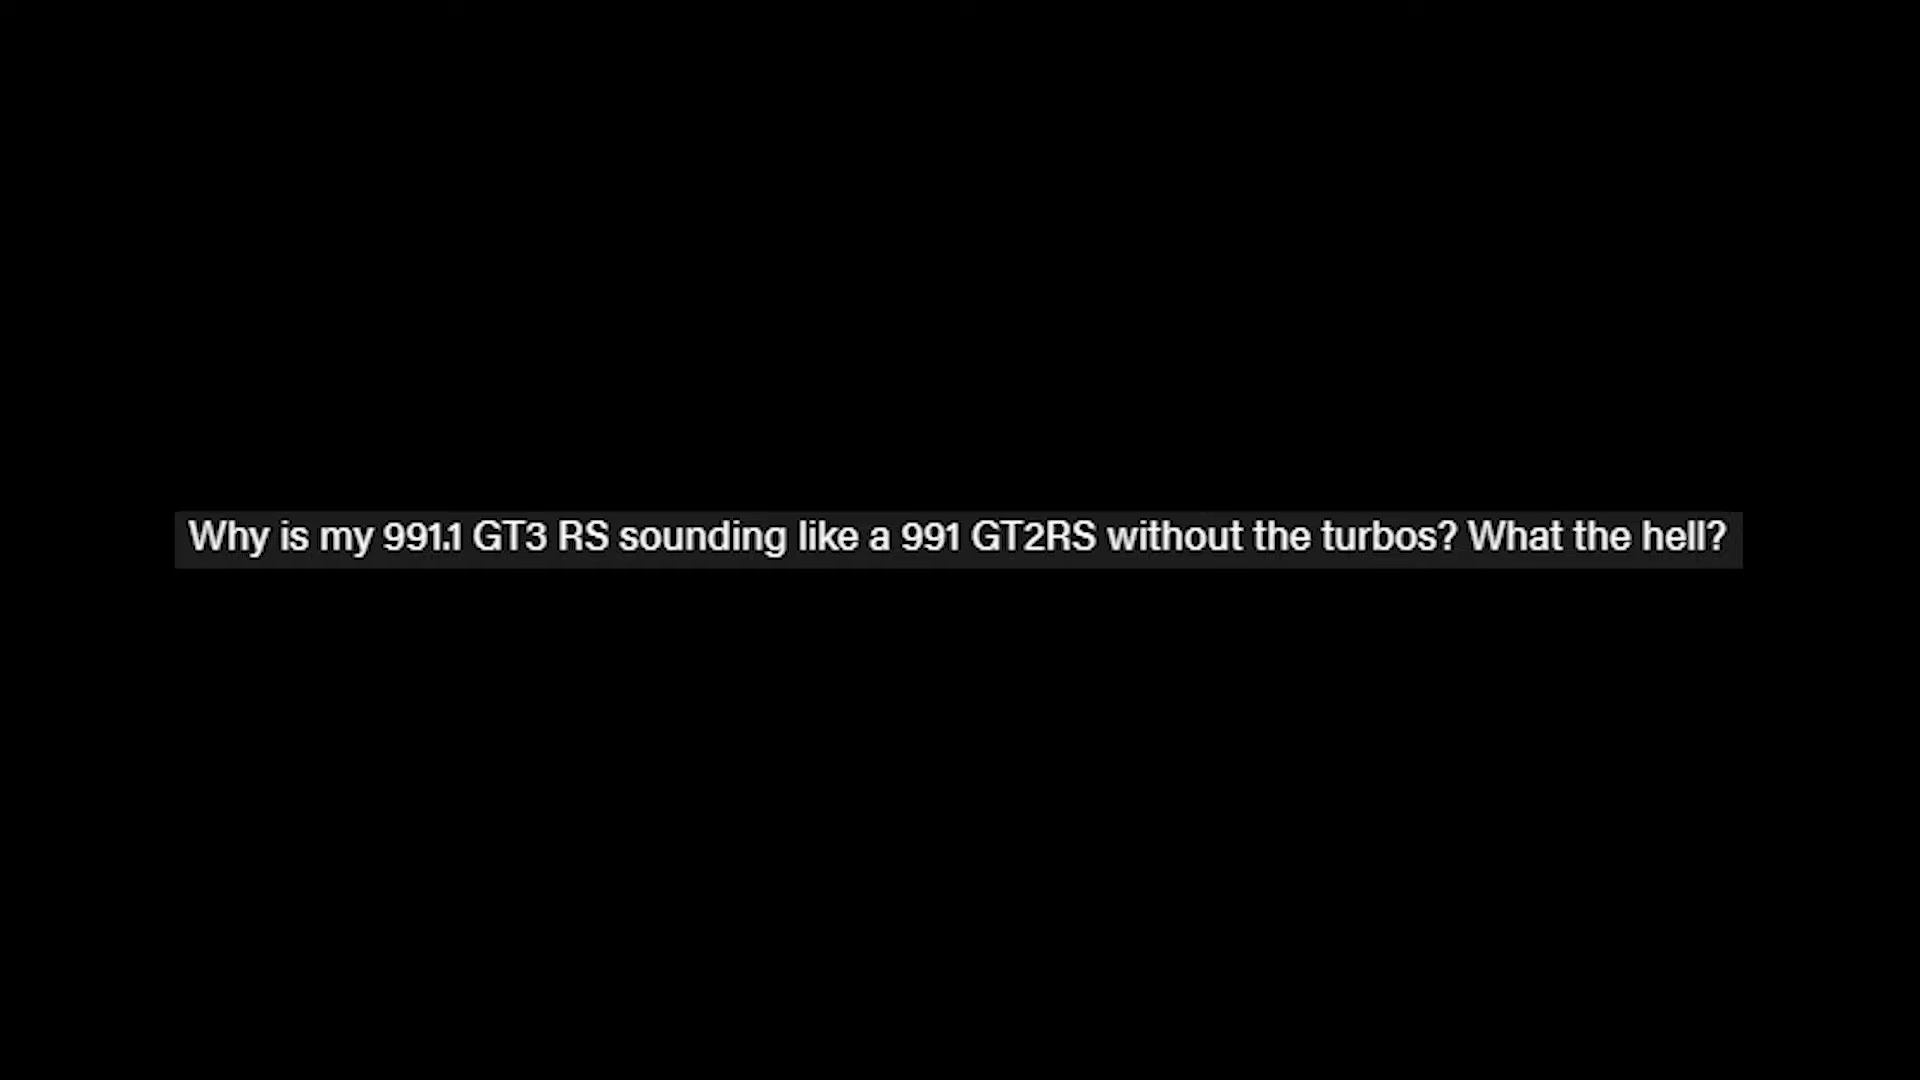 Why is my 991.1 GT3 RS sounding like a 991 GT2RS without the turbos? What the hell?